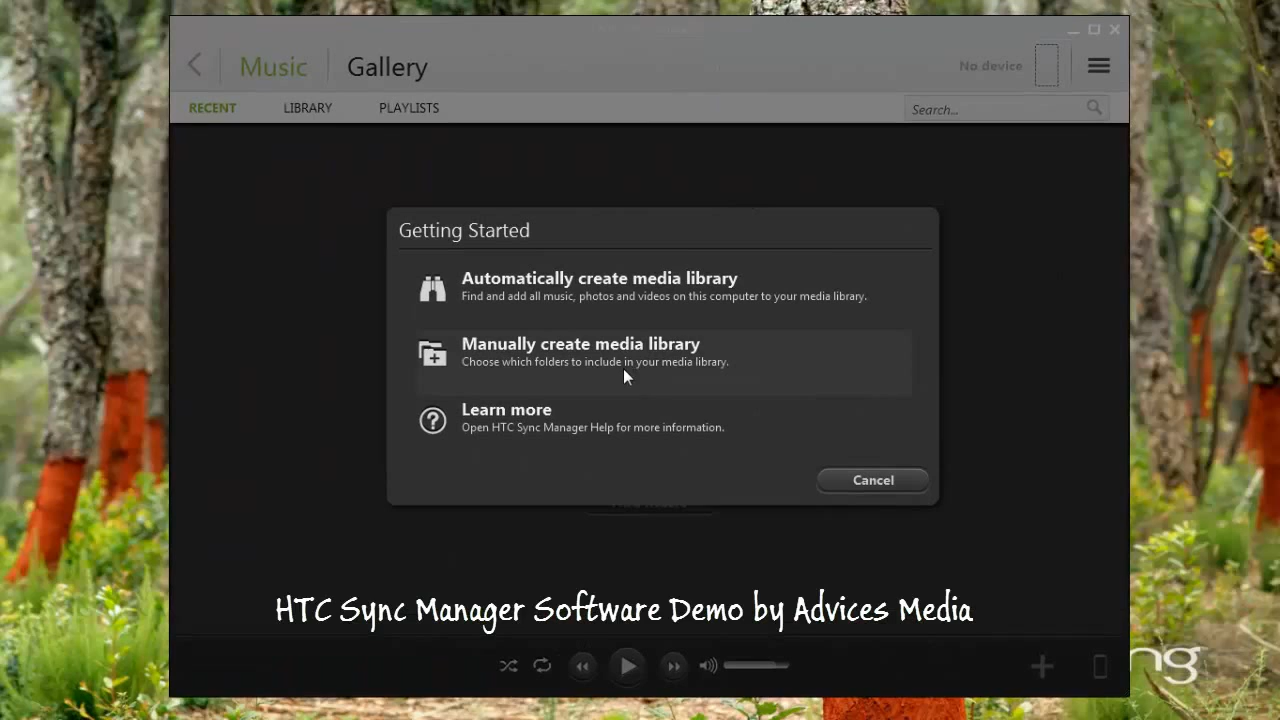 Music
Gallery
No device
RECENT
LIBRARY
PLAYLISTS
Search...
Getting Started
Automatically create media library
Find and add all music, photos and videos on this computer to your media library.
Manually create media library
Choose which folders to include in your media library.
Learn more
Open HTC Sync Manager Help for more information.
Cancel
HTC Sync Manager Software Demo by Advices Media
ng